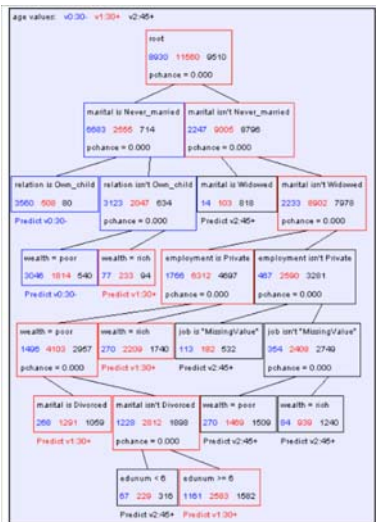 age values: v0:30- v1:30+ v2:45+
root
8930 11560 9510
pchance = 0.000
marital is Never_married
6683 2555 714
pchance = 0.000
marital isn't Never_married
2247 9005 8796
pchance = 0.000
relation is Own_child
3560 508 80
Predict v0:30-
relation isn't Own_child
3123 2047 634
pchance = 0.000
marital is Widowed
14 103 818
Predict v2:45+
marital isn't Widowed
2233 8902 7978
pchance = 0.000
wealth = poor
3046 1814 540
Predict v0:30-
wealth = rich
77 233 94
Predict v1:30+
employment is Private
1766 6312 4697
pchance = 0.000
employment isn't Private
467 2590 3281
pchance = 0.000
wealth = poor
1496 4103 2957
pchance = 0.000
wealth = rich
270 2209 1740
Predict v1:30+
job is "MissingValue"
113 182 532
Predict v2:45+
job isn't "MissingValue"
354 2408 2749
pchance = 0.000
marital is Divorced
268 1291 1059
Predict v1:30+
marital isn't Divorced
1228 2812 1898
pchance = 0.000
wealth = poor
270 1469 1509
Predict v2:45+
wealth = rich
84 939 1240
Predict v2:45+
edunum < 6
67 229 316
Predict v2:45+
edunum >= 6
1161 2583 1582
Predict v1:30+